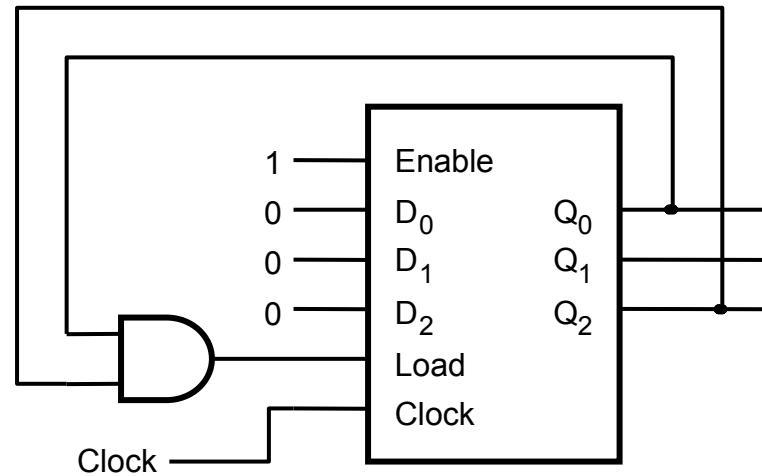 1 Enable
0 D0 Q0
0 D1 Q1
0 D2 Q2
Load
Clock
Clock